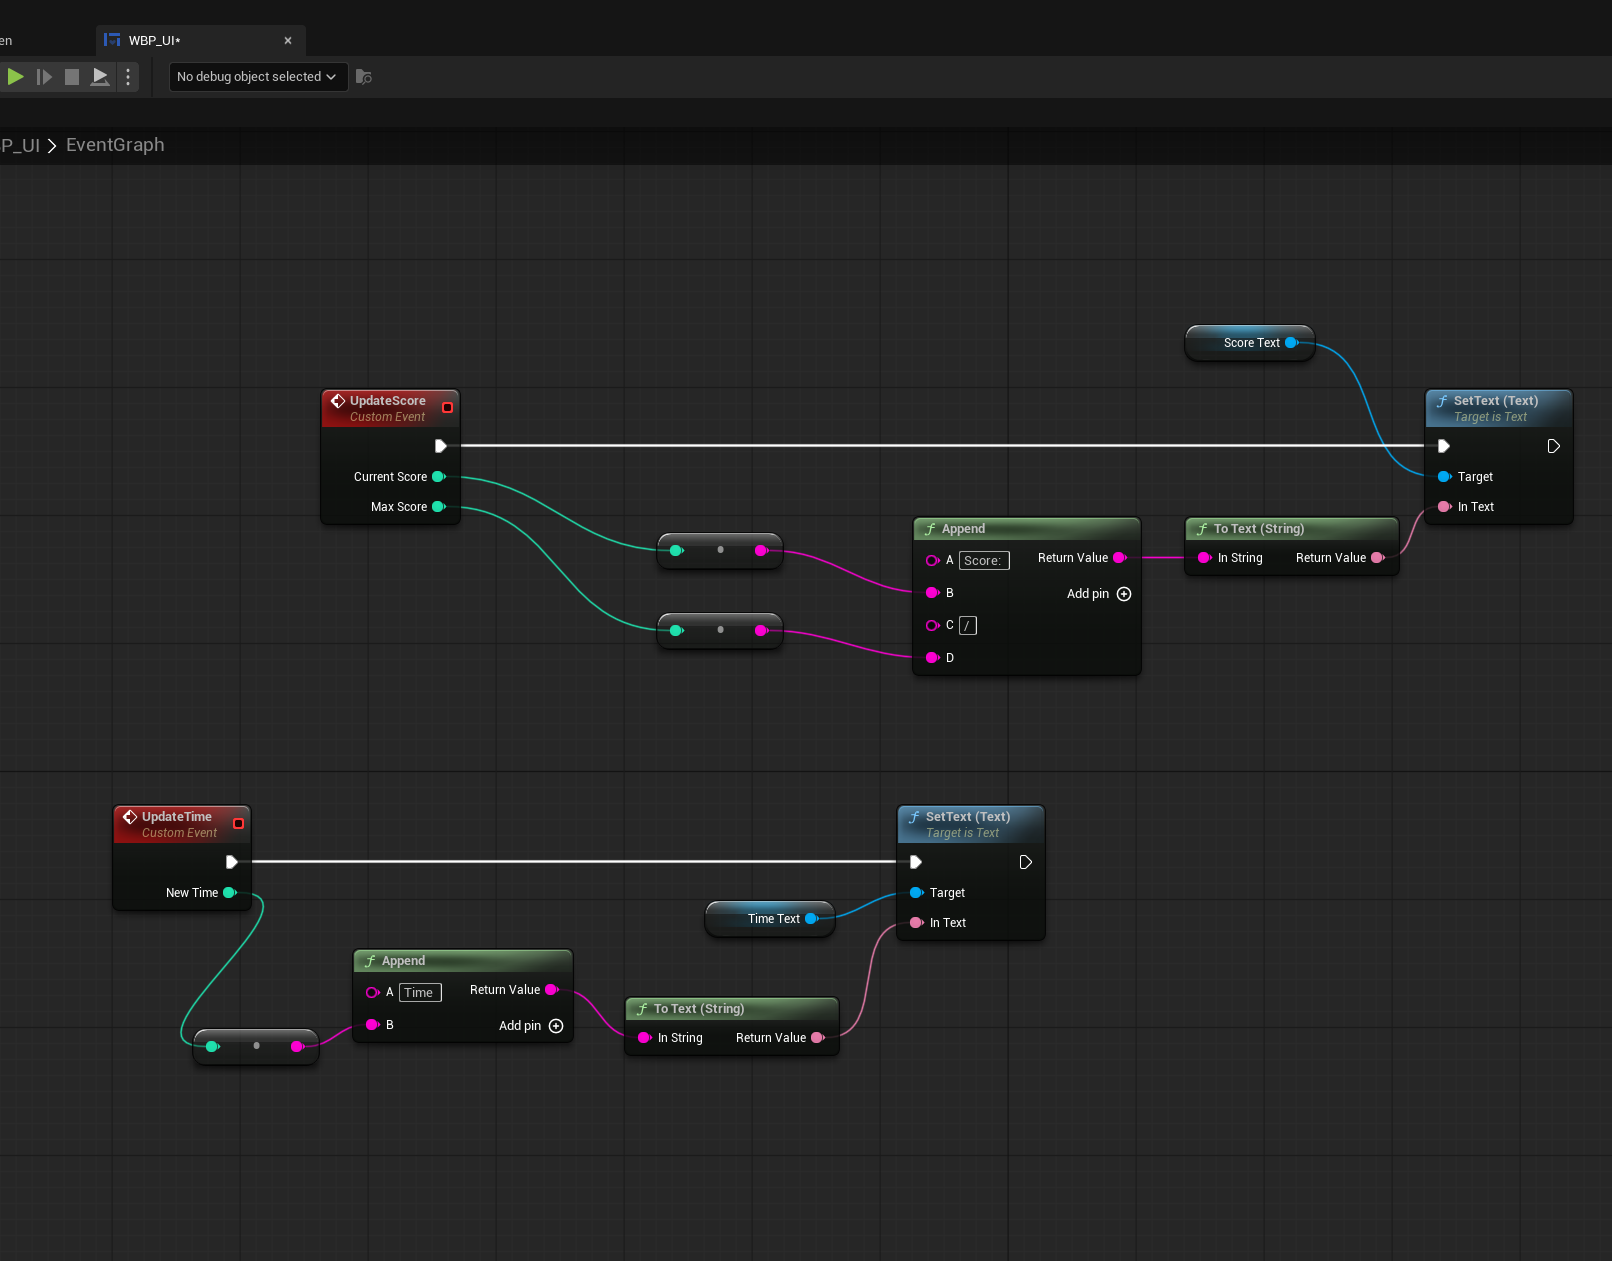 en
WBP_UI*
No debug object selected
P_UI > EventGraph
Score Text
UpdateScore
Custom Event
Current Score
Max Score
SetText (Text)
Target is Text
Target
In Text
Append
A Score: Return Value
B Add pin
C /
D
To Text (String)
In String Return Value
UpdateTime
Custom Event
New Time
SetText (Text)
Target is Text
Target
In Text
Time Text
Append
A Time Return Value
B Add pin
To Text (String)
In String Return Value